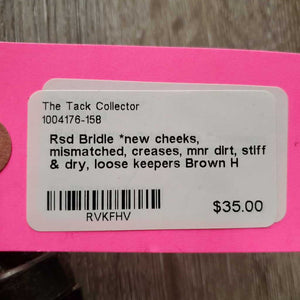 The Tack Collector
1004176-158
Rsd Bridle *new cheeks,
mismatched, creases, mnr dirt, stiff
& dry, loose keepers Brown H
RVKFHV
$35.00